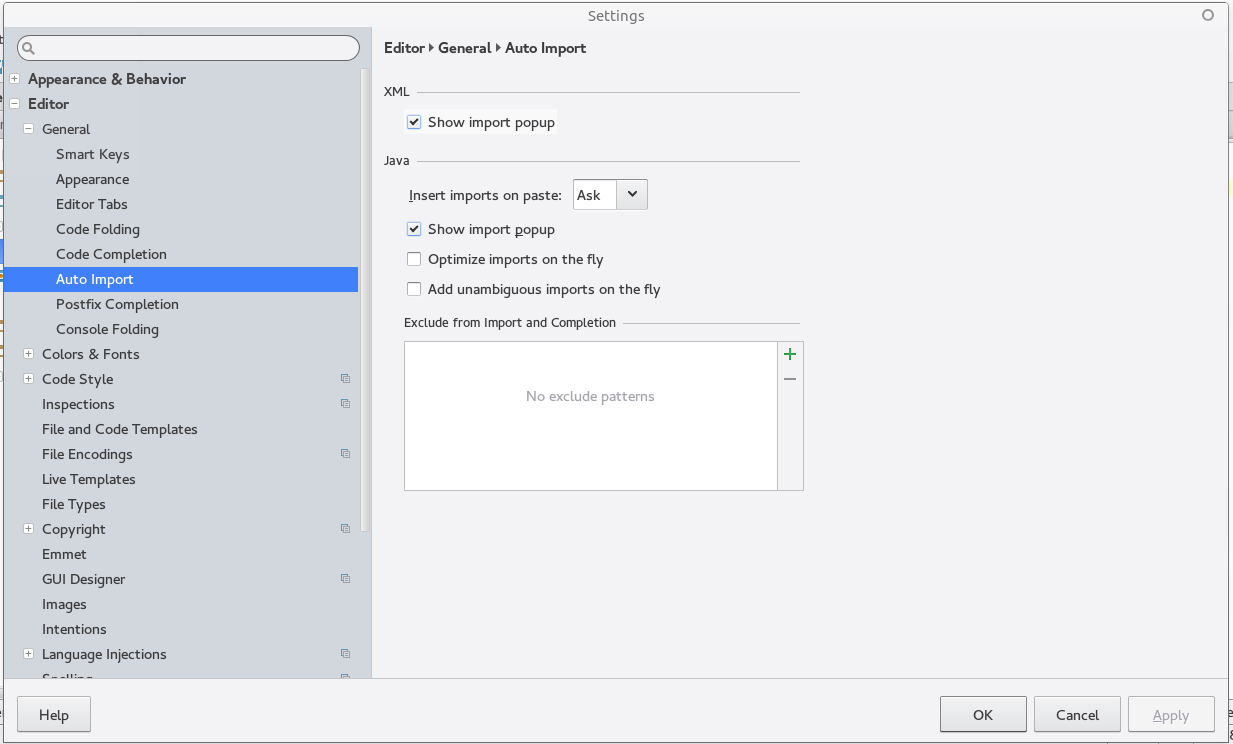 Settings
Appearance & Behavior
Editor
General
Smart Keys
Appearance
Editor Tabs
Code Folding
Code Completion
Auto Import
Postfix Completion
Console Folding
Colors & Fonts
Code Style
Inspections
File and Code Templates
File Encodings
Live Templates
File Types
Copyright
Emmet
GUI Designer
Images
Intentions
Language Injections
Spelling
Editor General Auto Import
XML
Show import popup
Java
Insert imports on paste: Ask
Show import popup
Optimize imports on the fly
Add unambiguous imports on the fly
Exclude from Import and Completion
No exclude patterns
Help
OK
Cancel
Apply